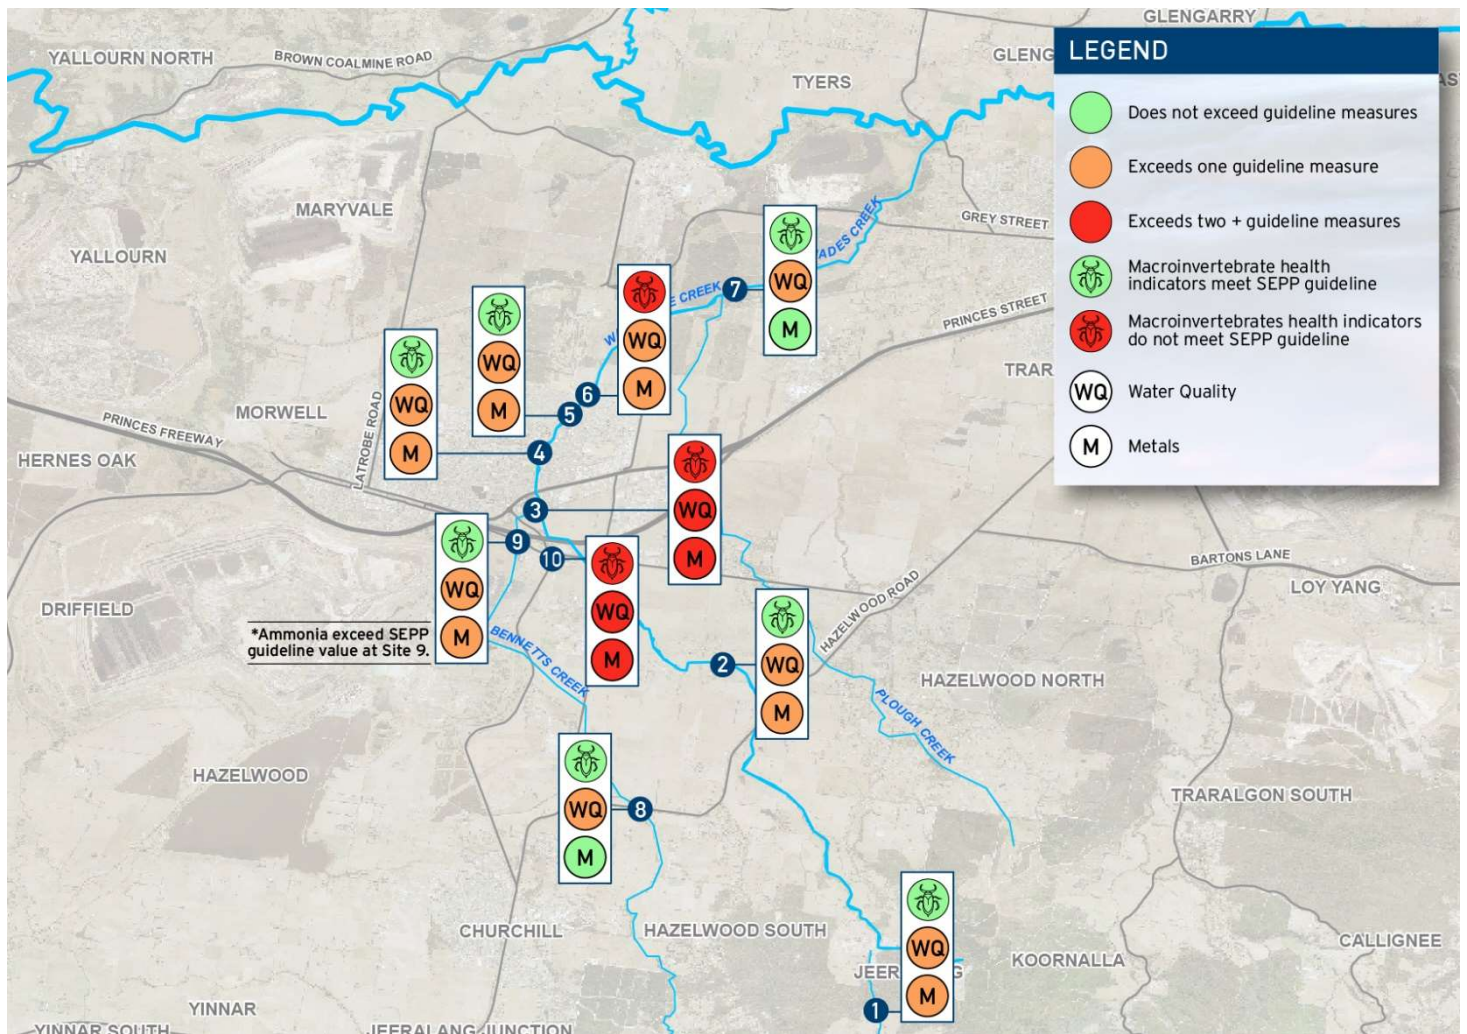 GLENGARRY
YALLOURN NORTH
BROWN COALMINE ROAD
TYERS
LEGEND
Does not exceed guideline measures
Exceeds one guideline measure
Exceeds two + guideline measures
Macroinvertebrate health
indicators meet SEPP guideline
Macroinvertebrates health indicators
do not meet SEPP guideline
WQ
Water Quality
M
Metals
MARYVALE
GREY STREET
YALLOURN
7
WQ
M
CREEK
PRINCES STREET
WQ
M
6
WQ
M
5
WQ
M
4
MORWELL
LATROBE ROAD
PRINCES FREEWAY
HERNES OAK
3
WQ
M
9
WQ
M
10
WQ
M
*Ammonia exceed SEPP
guideline value at Site 9.
BENNETTS CREEK
DRIFFIELD
BARTONS LANE
LOY YANG
HAZELWOOD ROAD
2
WQ
M
HAZELWOOD NORTH
PLOUGH CREEK
HAZELWOOD
8
WQ
M
TRARALGON SOUTH
CHURCHILL
HAZELWOOD SOUTH
WQ
M
1
KOORNALLA
CALLIGNEE
YINNAR
YINNAR SOUTH
JEERALANG JUNCTION